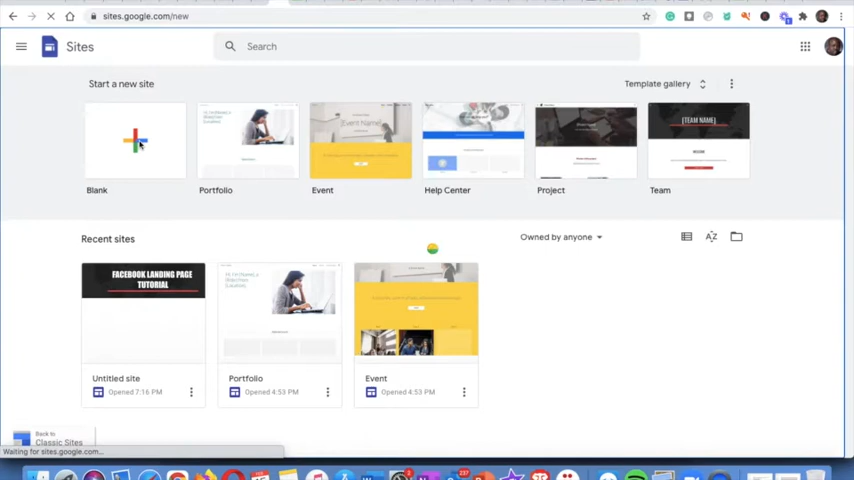 sites.google.com/new
Sites
Search
Start a new site
Template gallery
[Event Name]
[TEAM NAME]
Blank
Portfolio
Event
Help Center
Project
Team
Recent sites
Owned by anyone
FACEBOOK LANDING PAGE
TUTORIAL
Untitled site
Opened 7:16 PM
Portfolio
Opened 4:53 PM
Event
Opened 4:53 PM
Back to
Classic Sites
Waiting for sites.google.com...
237